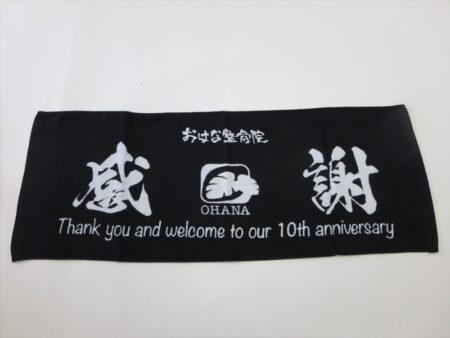 おはな整骨院
感謝
OHANA
Thank you and welcome to our 10th anniversary